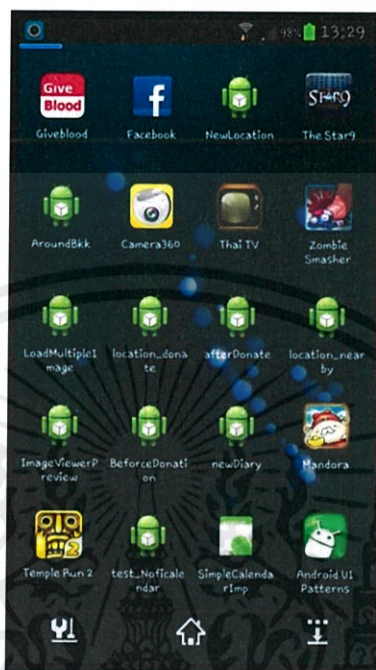 98% 13:29
Give Blood
STAR9
Giveblood Facebook NewLocation The Star9
AroundBkk Camera360 Thai TV Zombie Smasher
LoadMultipleI mage location_dona te afterDonate location_near by
ImageViewerP review BeforceDonati on newDiary Mandora
2
Temple Run 2 test_Noficale ndar SimpleCalenda rImp Android UI Patterns